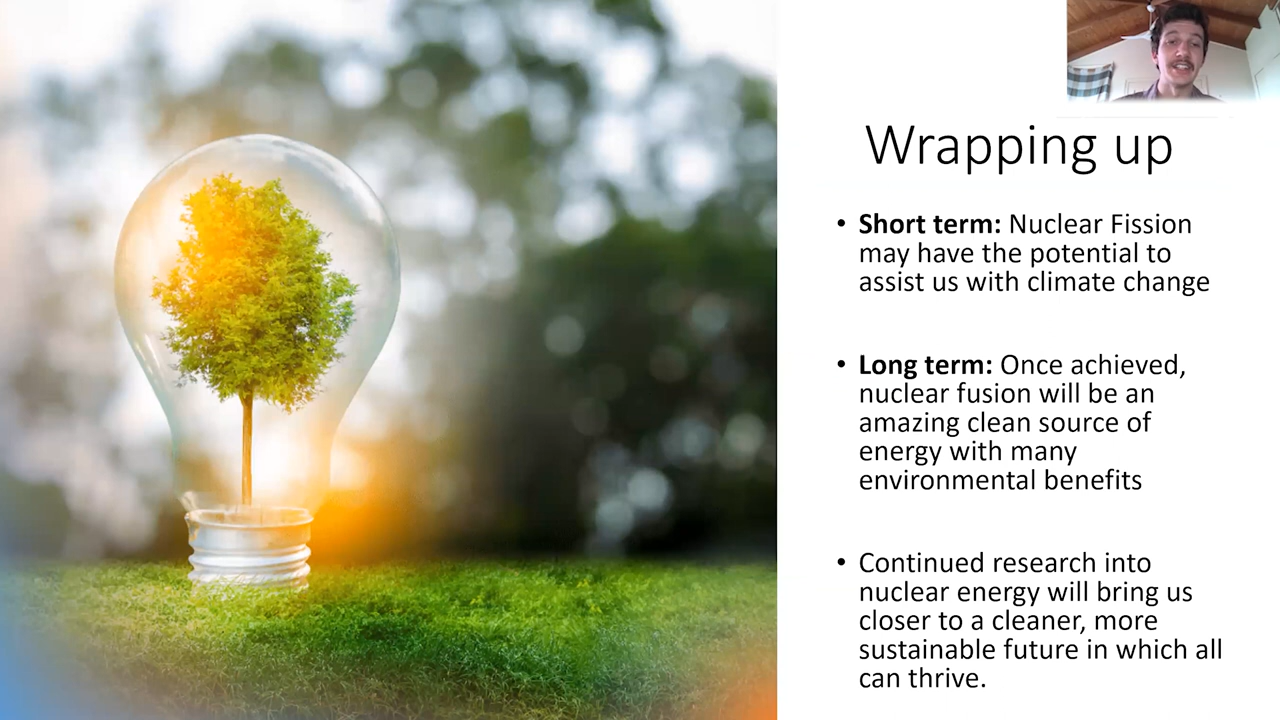 Wrapping up
• Short term: Nuclear Fission
may have the potential to
assist us with climate change
• Long term: Once achieved,
nuclear fusion will be an
amazing clean source of
energy with many
environmental benefits
• Continued research into
nuclear energy will bring us
closer to a cleaner, more
sustainable future in which all
can thrive.